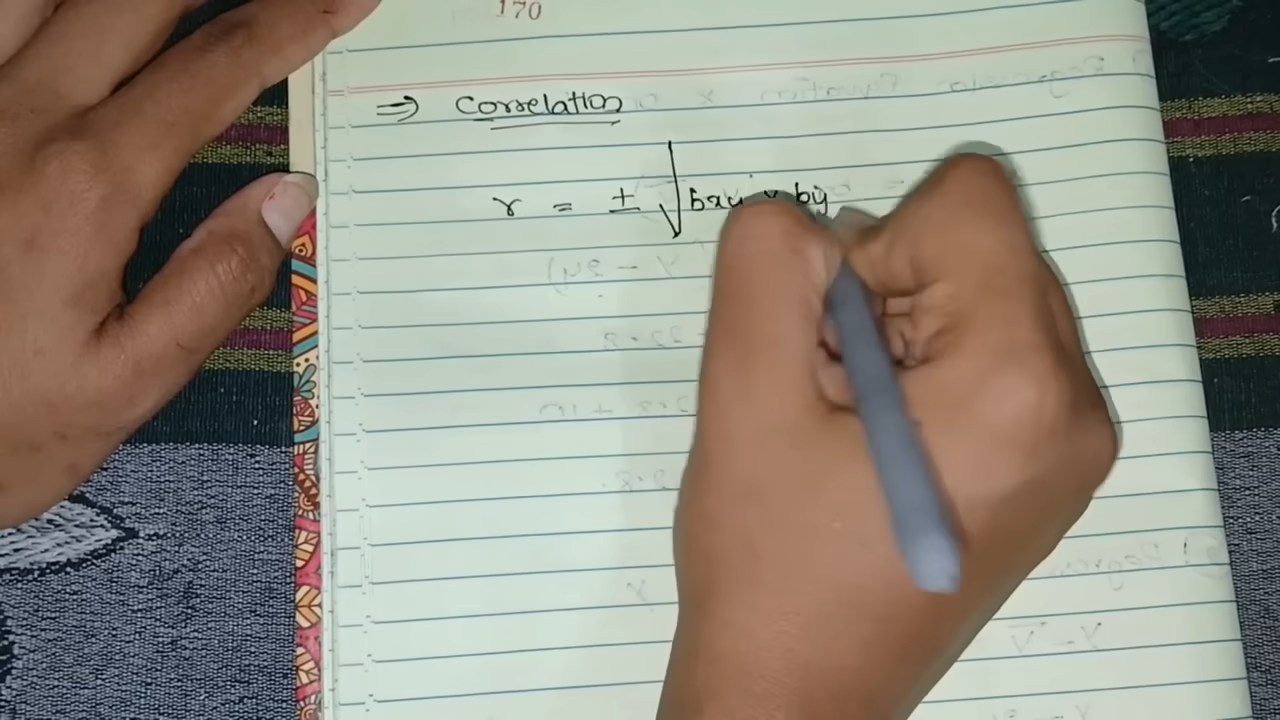 170
⇒ Correlation
r = ± √bxy × by